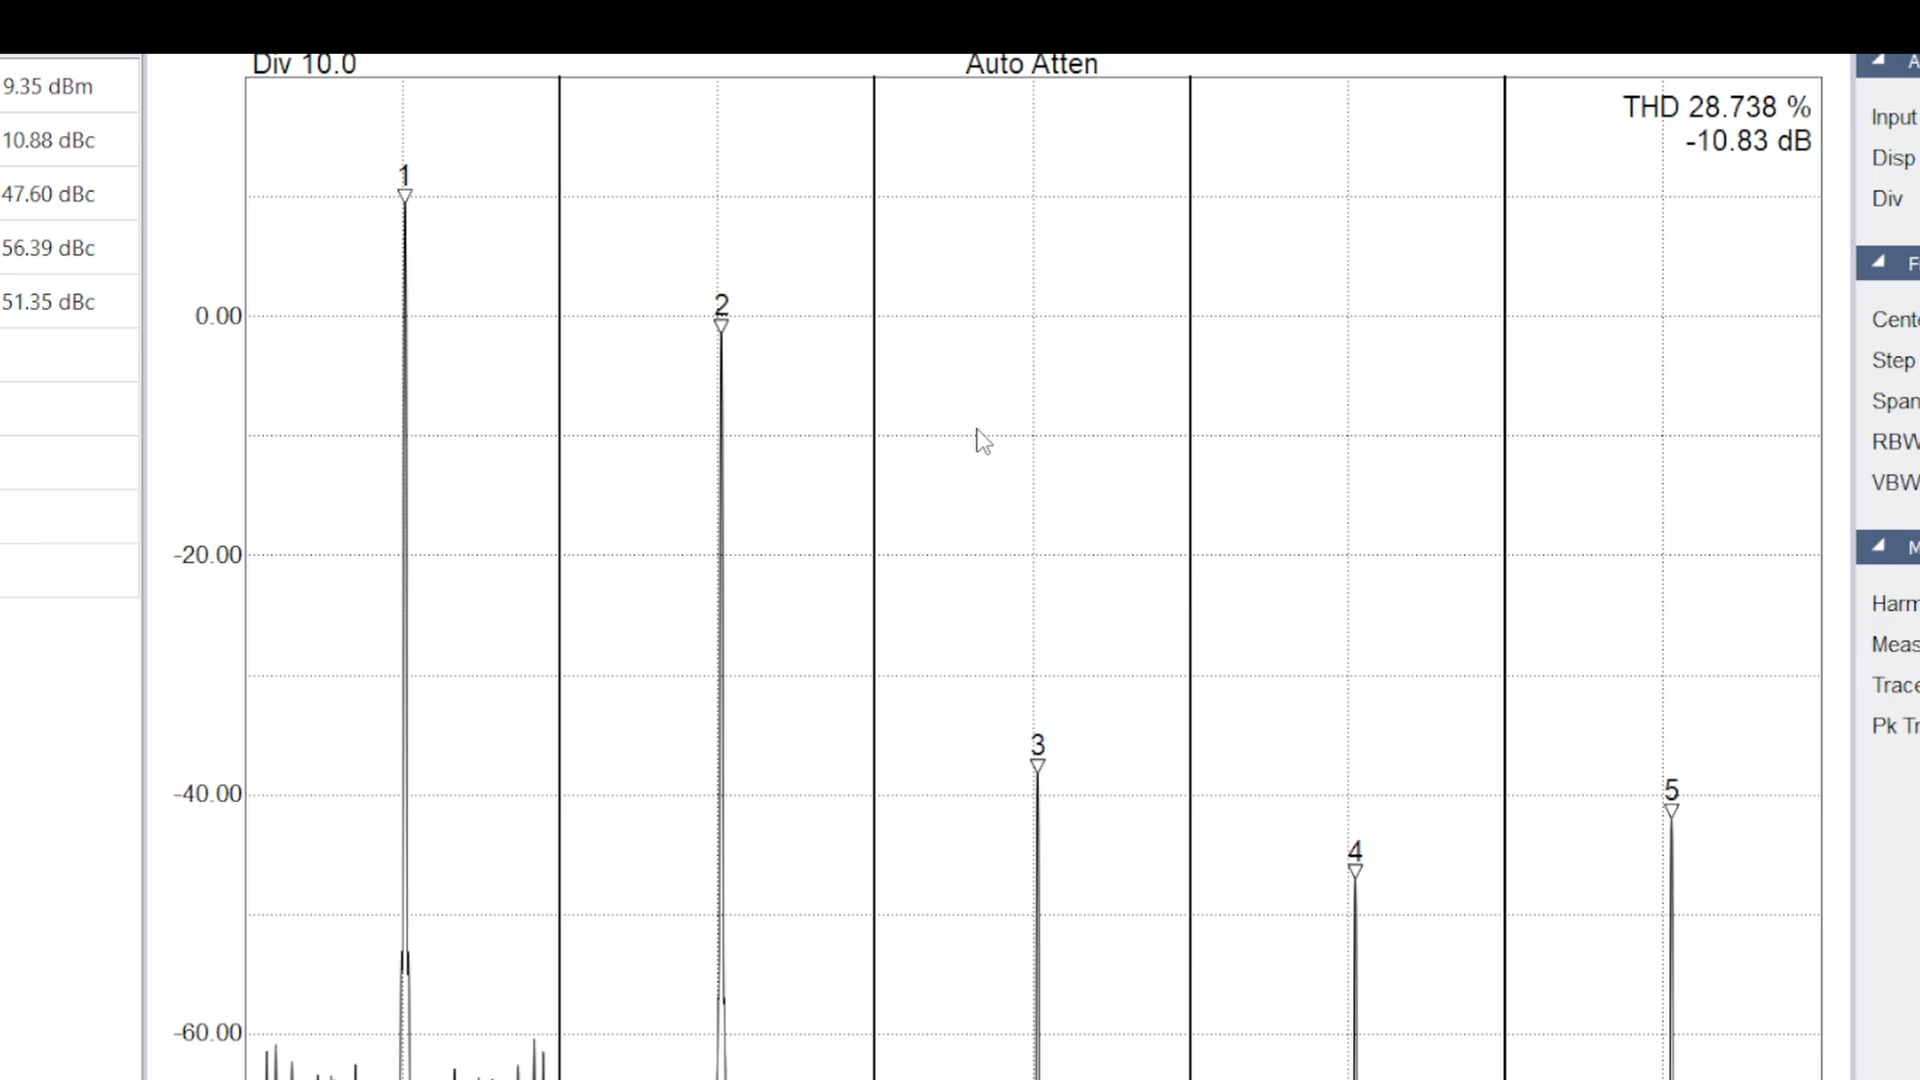 9.35 dBm
10.88 dBc
47.60 dBc
56.39 dBc
51.35 dBc
Div 10.0
Auto Atten
THD 28.738 %
-10.83 dB
1
2
3
4
5
0.00
-20.00
-40.00
-60.00
A
Input
Disp
Div
F
Cente
Step
Span
RBW
VBW
M
Harm
Meas
Trace
Pk Tr